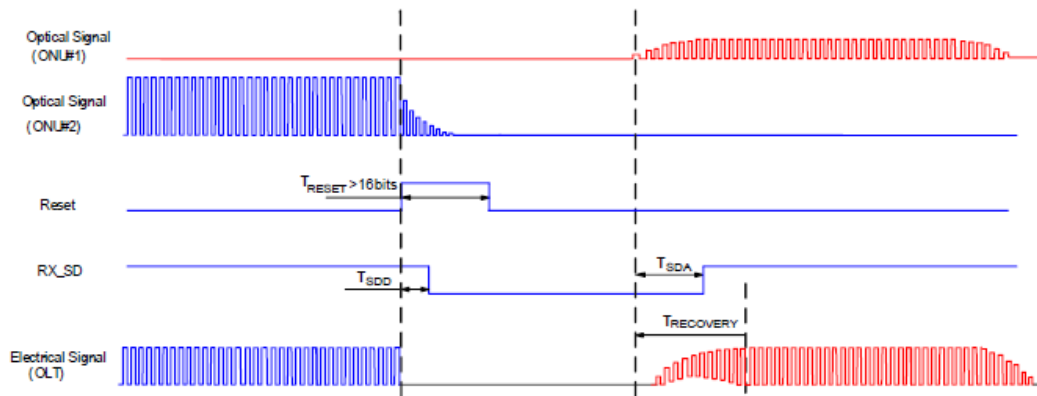 Optical Signal
(ONU#1)
Optical Signal
(ONU#2)
TRESET >16bits
Reset
RX_SD
TSDD
TSDA
TRECOVERY
Electrical Signal
(OLT)